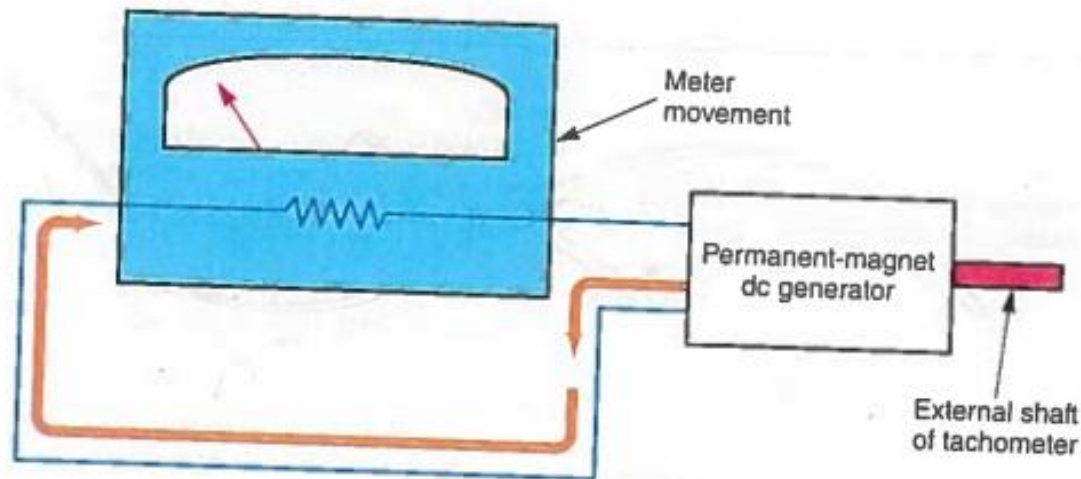 Meter
movement
Permanent-magnet
dc generator
External shaft
of tachometer